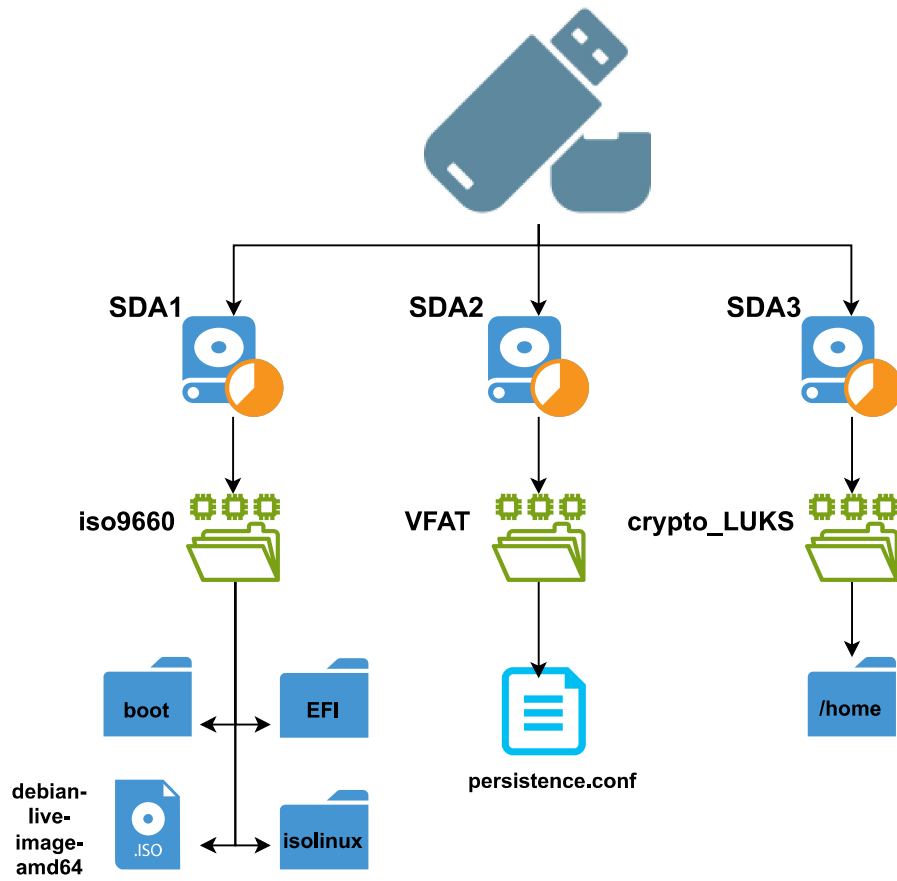 SDA1
SDA2
SDA3
iso9660
VFAT
crypto_LUKS
boot
EFI
/home
persistence.conf
debian-
live-
image-
amd64
.ISO
isolinux